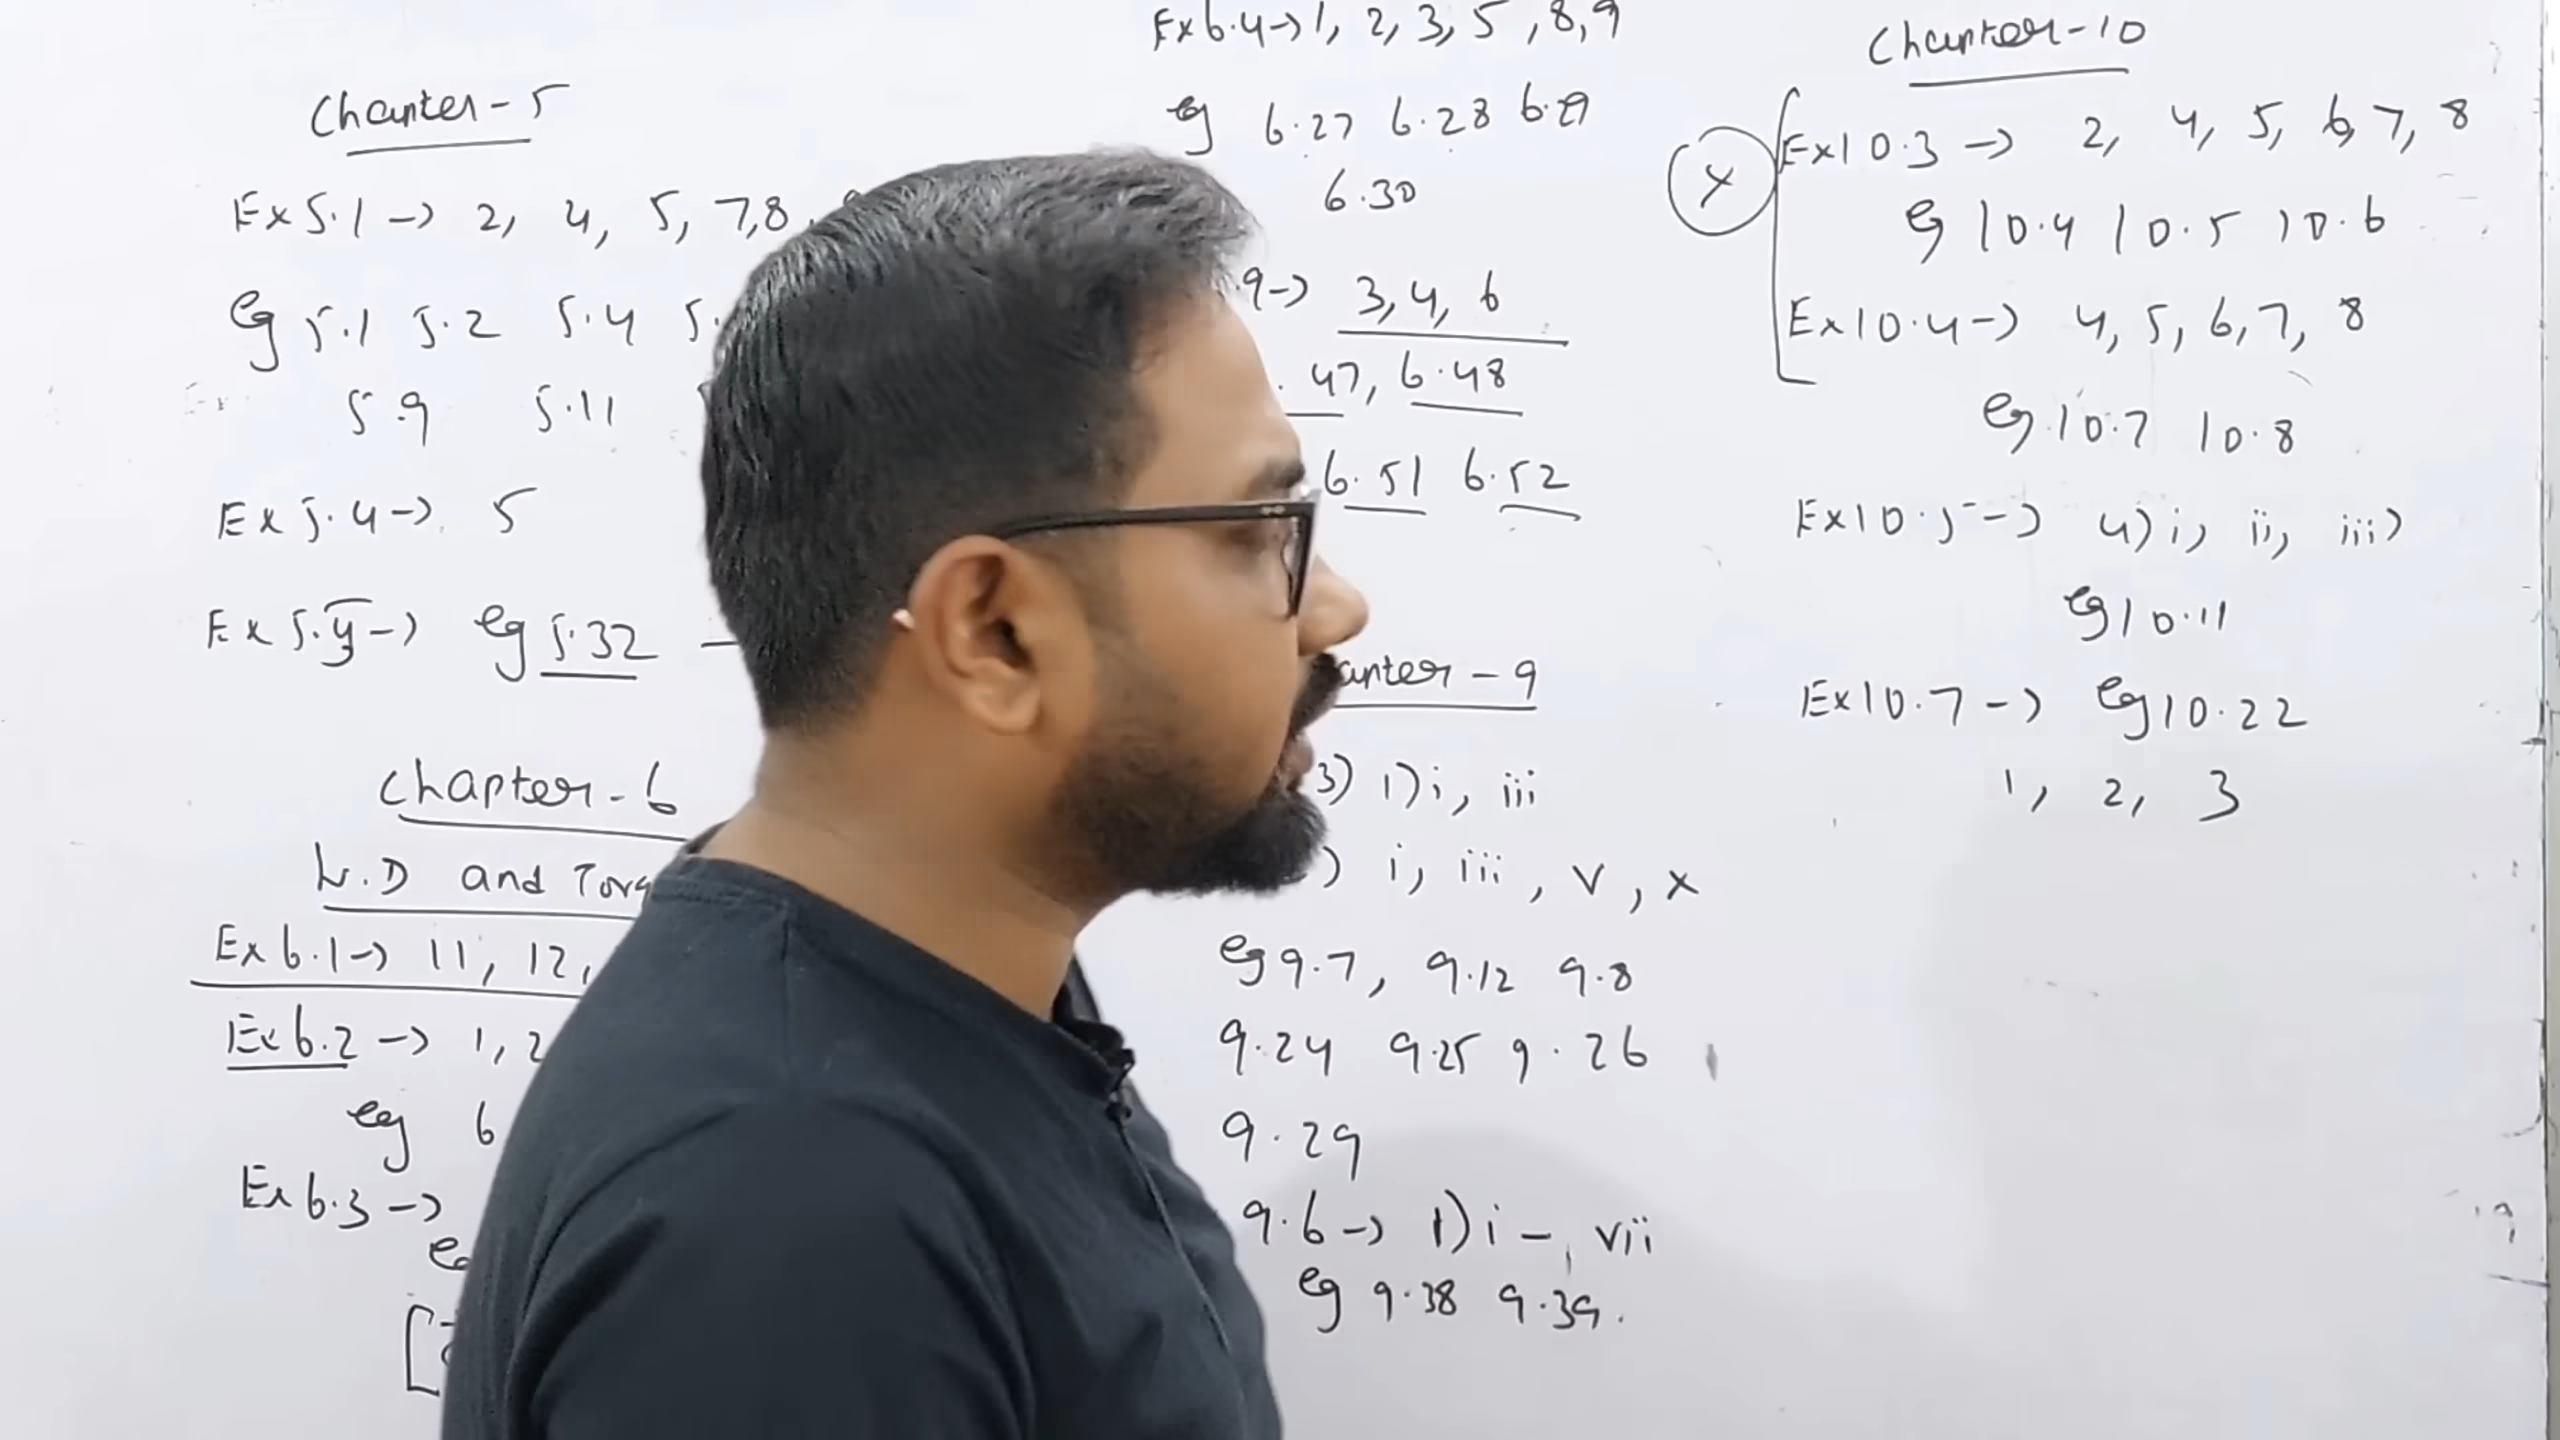 Chapter - 5
Ex 5.1 -> 2, 4, 5, 7, 8,
eg 5.1 5.2 5.4 5.
5.9 5.11
Ex 5.4 -> 5
Ex 5. -> eg 5.32 -
Chapter - 6
W.D and Torq
Ex 6.1 -> 11, 12,
Ex 6.2 -> 1, 2
eg 6
Ex 6.3 ->
eg
Ex 6.4 -> 1, 2, 3, 5, 8, 9
eg 6.27 6.28 6.29
6.30
9 -> 3, 4, 6
. 47, 6.48
6.51 6.52
apter - 9
3) 1) i, iii
) i, iii, v, x
eg 9.7, 9.12 9.8
9.24 9.25 9.26
9.29
9.6 -> 1) i -, vii
eg 9.38 9.39.
Chapter - 10
x
Ex 10.3 -> 2, 4, 5, 6, 7, 8
eg 10.4 10.5 10.6
Ex 10.4 -> 4, 5, 6, 7, 8
eg 10.7 10.8
Ex 10.5 -> 4) i, ii, iii)
eg 10.11
Ex 10.7 -> eg 10.22
1, 2, 3